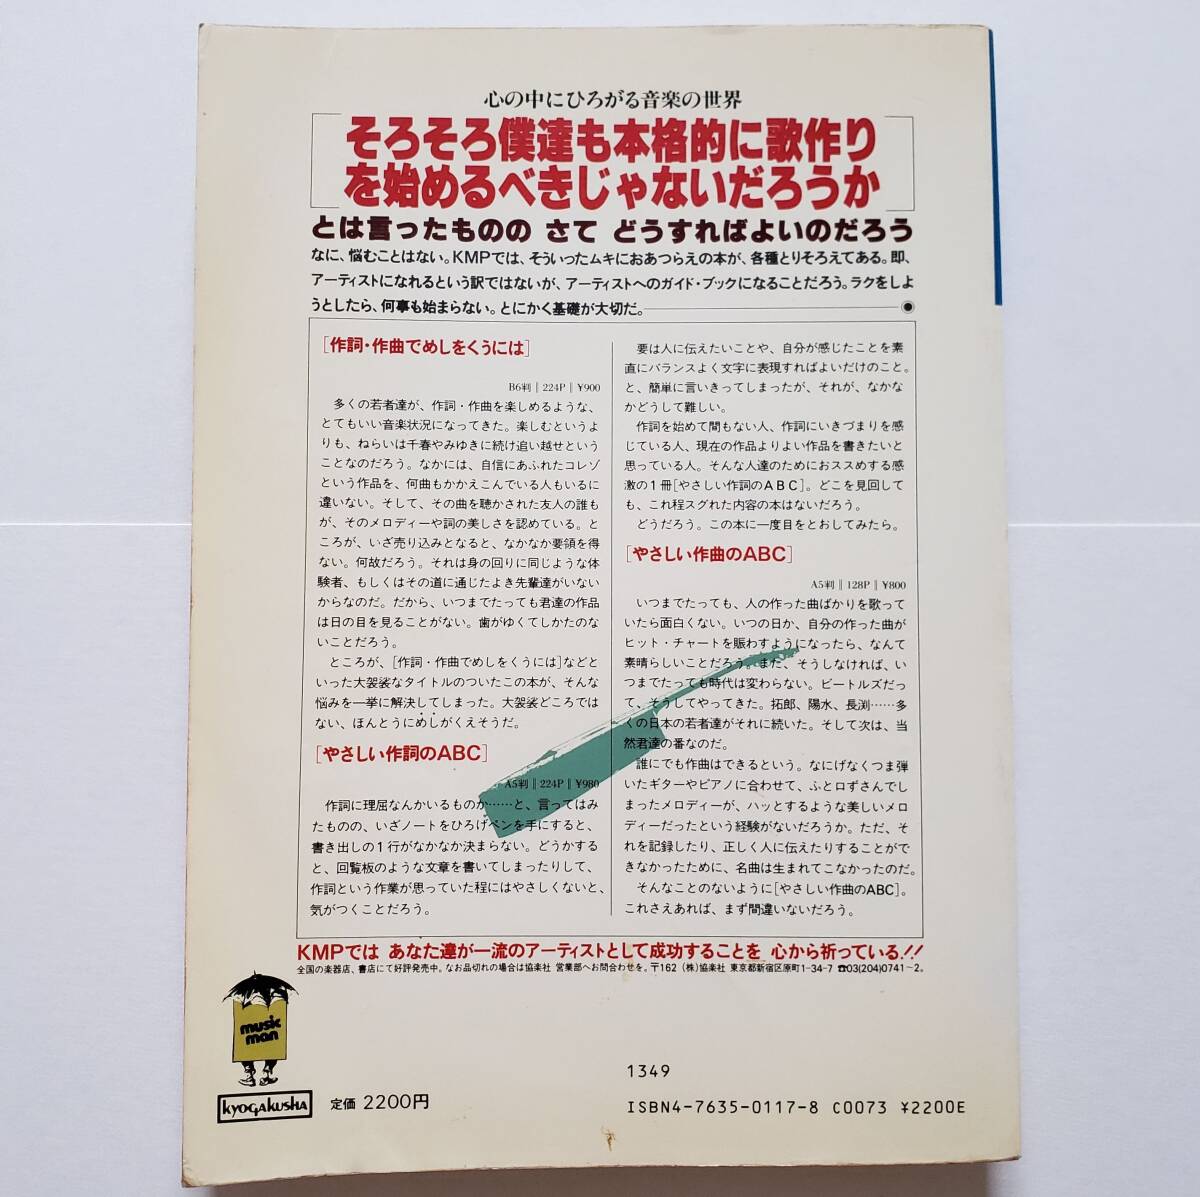 心の中にひろがる音楽の世界
そろそろ僕達も本格的に歌作り
を始めるべきじゃないだろうか
とは言ったものの さて どうすればよいのだろう
なに、悩むことはない。KMPでは、そういったムキにおあつらえの本が、各種とりそろえてある。即、
アーティストになれるという訳ではないが、アーティストへのガイド・ブックになることだろう。ラクをしよ
うとしたら、何事も始まらない。とにかく基礎が大切だ。
[作詞・作曲でめしをくうには]
B6判‖224P‖¥900
多くの若者達が、作詞・作曲を楽しめるような、
とてもいい音楽状況になってきた。楽しむというよ
りも、ねらいは千春やみゆきに続け追い越せという
ことなのだろう。なかには、自信にあふれたコレゾ
という作品を、何曲もかかえこんでいる人もいるに
違いない。そして、その曲を聴かされた友人の誰も
が、そのメロディーや詞の美しさを認めている。と
ころが、いざ売り込みとなると、なかなか要領を得
ない。何故だろう。それは身の回りに同じような体
験者、もしくはその道に通じたよき先輩達がいない
からなのだ。だから、いつまでたっても君達の作品
は日の目を見ることがない。歯がゆくてしかたのな
いことだろう。
ところが、[作詞・作曲でめしをくうには]などと
いった大袈裟なタイトルのついたこの本が、そんな
悩みを一挙に解決してしまった。大袈裟どころでは
ない、ほんとうにめしがくえそうだ。
[やさしい作詞のABC]
A5判‖224P‖¥980
作詞に理屈なんかいるものか……と、言ってはみ
たものの、いざノートをひろげペンを手にすると、
書き出しの1行がなかなか決まらない。どうかする
と、回覧板のような文章を書いてしまったりして、
作詞という作業が思っていた程にはやさしくないと、
気がつくことだろう。
要は人に伝えたいことや、自分が感じたことを素
直にバランスよく文字に表現すればよいだけのこと。
と、簡単に言いきってしまったが、それが、なかな
かどうして難しい。
作詞を始めて間もない人、作詞にいきづまりを感
じている人、現在の作品よりよい作品を書きたいと
思っている人。そんな人達のためにおススめする感
激の1冊[やさしい作詞のABC]。どこを見回して
も、これ程スグれた内容の本はないだろう。
どうだろう。この本に一度目をとおしてみたら。
[やさしい作曲のABC]
A5判‖128P‖¥800
いつまでたっても、人の作った曲ばかりを歌って
いたら面白くない。いつの日か、自分の作った曲が
ヒット・チャートを賑わすようになったら、なんて
素晴らしいことだろう。また、そうしなければ、い
つまでたっても時代は変わらない。ビートルズだっ
て、そうしてやってきた。拓郎、陽水、長渕……多
くの日本の若者達がそれに続いた。そして次は、当
然君達の番なのだ。
誰にでも作曲はできるという。なにげなくつま弾
いたギターやピアノに合わせて、ふと口ずさんでし
まったメロディーが、ハッとするような美しいメロ
ディーだったという経験がないだろうか。ただ、そ
れを記録したり、正しく人に伝えたりすることがで
きなかったために、名曲は生まれてこなかったのだ。
そんなことのないように[やさしい作曲のABC]。
これさえあれば、まず間違いないだろう。
KMPでは あなた達が一流のアーティストとして成功することを 心から祈っている!!
全国の楽器店、書店にて好評発売中。なお品切れの場合は協楽社 営業部へお問合わせを。〒162 (株)協楽社 東京都新宿区原町1-34-7 ☎03(204)0741~2。
music
man
KYOGAKUSHA
定価 2200円
1349
ISBN4-7635-0117-8 C0073 ¥2200E